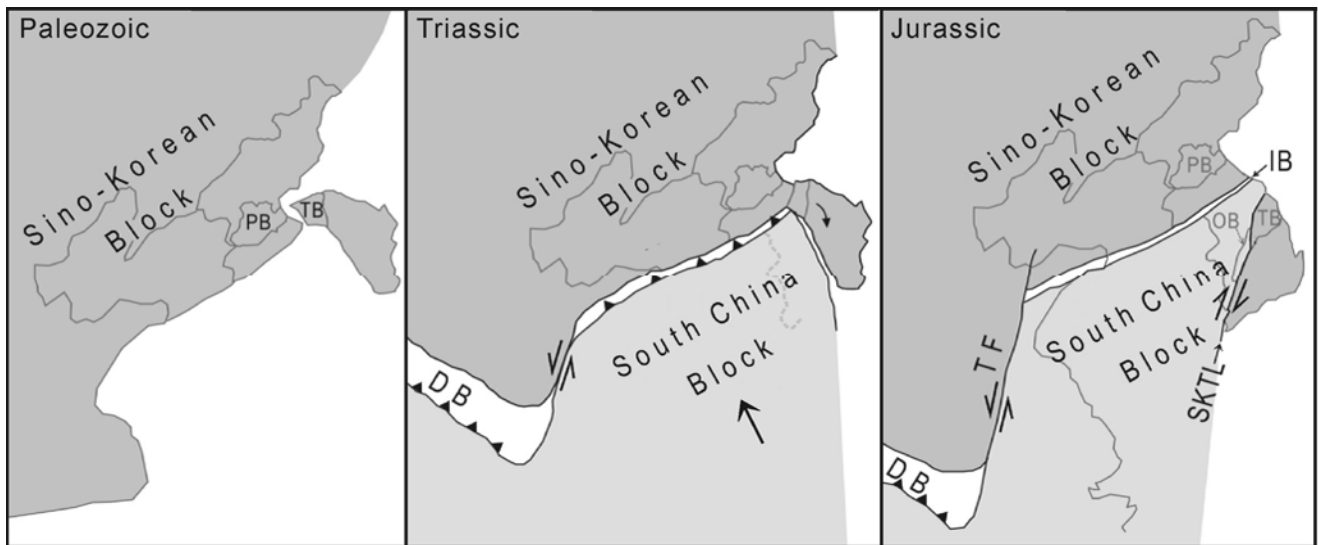 Paleozoic
Sino-Korean
Block
PB
TB
Triassic
Sino-Korean
Block
South China
Block
DB
Jurassic
Sino-Korean
Block
PB
IB
OB
TB
South China
Block
TF
SKTL
DB